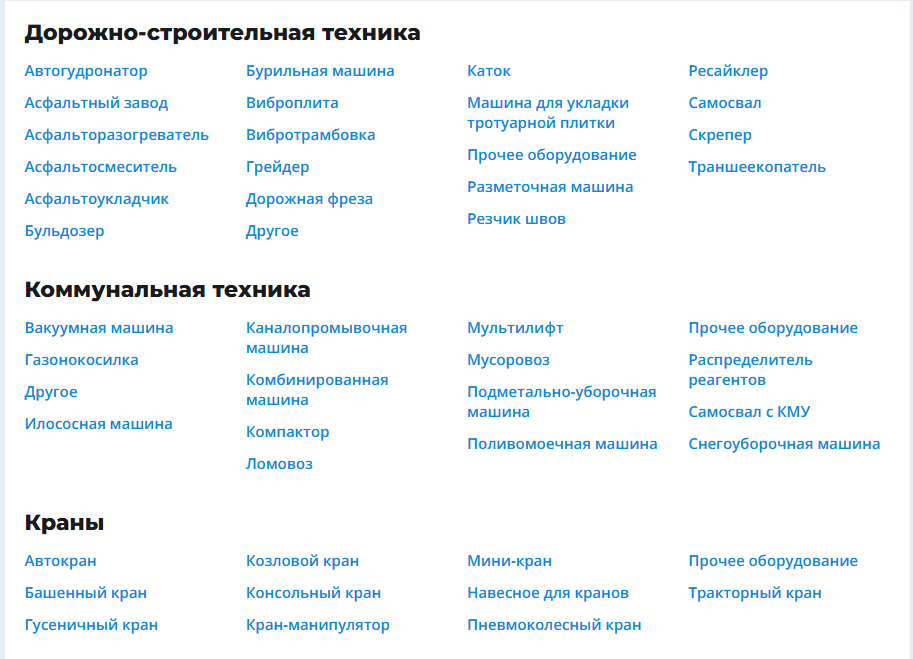 Дорожно-строительная техника
Автогудронатор
Асфальтный завод
Асфальторазогреватель
Асфальтосмеситель
Асфальтоукладчик
Бульдозер
Бурильная машина
Виброплита
Вибротрамбовка
Грейдер
Дорожная фреза
Другое
Каток
Машина для укладки
тротуарной плитки
Прочее оборудование
Разметочная машина
Резчик швов
Ресайклер
Самосвал
Скрепер
Траншеекопатель
Коммунальная техника
Вакуумная машина
Газонокосилка
Другое
Илососная машина
Каналопромывочная
машина
Комбинированная
машина
Компактор
Ломовоз
Мультилифт
Мусоровоз
Подметально-уборочная
машина
Поливомоечная машина
Прочее оборудование
Распределитель
реагентов
Самосвал с КМУ
Снегоуборочная машина
Краны
Автокран
Башенный кран
Гусеничный кран
Козловой кран
Консольный кран
Кран-манипулятор
Мини-кран
Навесное для кранов
Пневмоколесный кран
Прочее оборудование
Тракторный кран